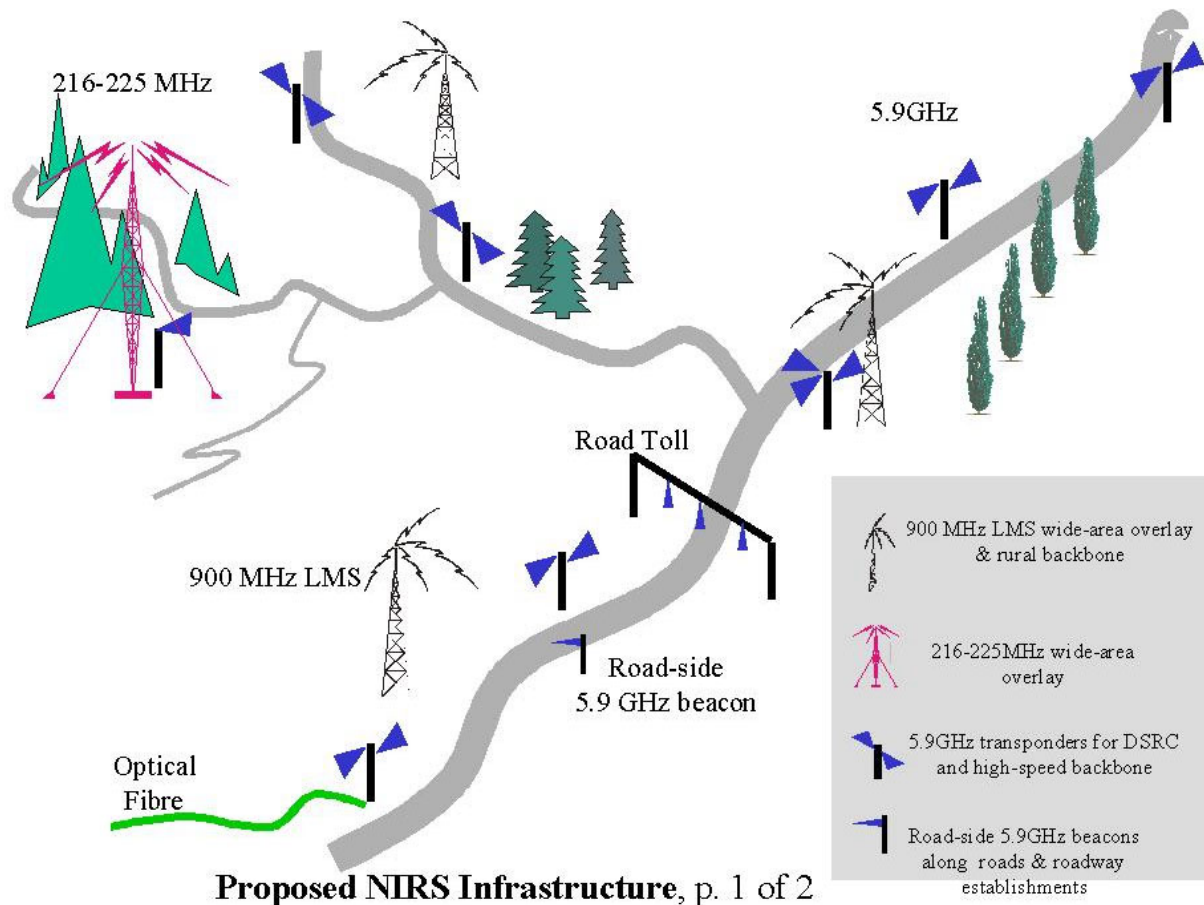 216-225 MHz
5.9GHz
Road Toll
900 MHz LMS
Road-side
5.9 GHz beacon
Optical
Fibre
900 MHz LMS wide-area overlay
& rural backbone
216-225MHz wide-area
overlay
5.9GHz transponders for DSRC
and high-speed backbone
Road-side 5.9GHz beacons
along roads & roadway
establishments
Proposed NIRS Infrastructure, p. 1 of 2